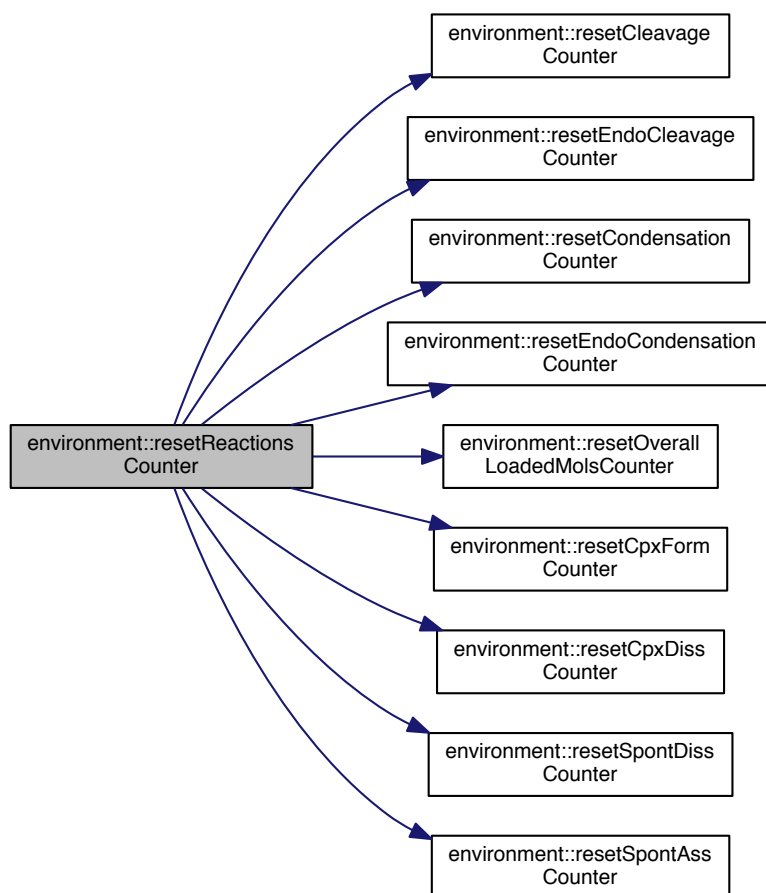 environment::resetCleavage
Counter
environment::resetEndoCleavage
Counter
environment::resetCondensation
Counter
environment::resetEndoCondensation
Counter
environment::resetReactions
Counter
environment::resetOverall
LoadedMolsCounter
environment::resetCpxForm
Counter
environment::resetCpxDiss
Counter
environment::resetSpontDiss
Counter
environment::resetSpontAss
Counter